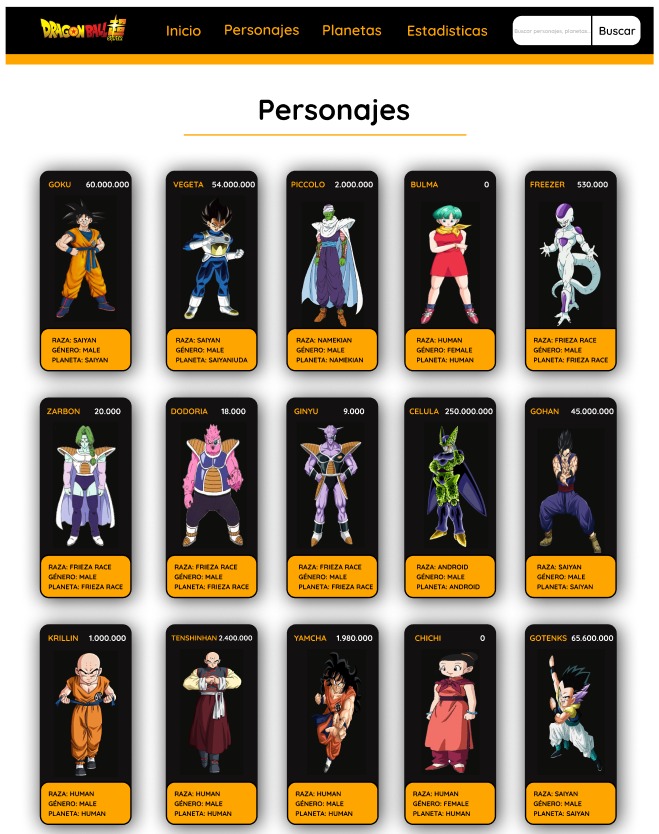 DRAGON BALL 超 SUPER
Inicio Personajes Planetas Estadisticas
Buscar personajes, planetas... Buscar
Personajes
GOKU 60.000.000
RAZA: SAIYAN
GÉNERO: MALE
PLANETA: SAIYAN
VEGETA 54.000.000
RAZA: SAIYAN
GÉNERO: MALE
PLANETA: SAIYANIUDA
PICCOLO 2.000.000
RAZA: NAMEKIAN
GÉNERO: MALE
PLANETA: NAMEKIAN
BULMA 0
RAZA: HUMAN
GÉNERO: FEMALE
PLANETA: HUMAN
FREEZER 530.000
RAZA: FRIEZA RACE
GÉNERO: MALE
PLANETA: FRIEZA RACE
ZARBON 20.000
RAZA: FRIEZA RACE
GÉNERO: MALE
PLANETA: FRIEZA RACE
DODORIA 18.000
RAZA: FRIEZA RACE
GÉNERO: MALE
PLANETA: FRIEZA RACE
GINYU 9.000
RAZA: FRIEZA RACE
GÉNERO: MALE
PLANETA: FRIEZA RACE
CELULA 250.000.000
RAZA: ANDROID
GÉNERO: MALE
PLANETA: ANDROID
GOHAN 45.000.000
RAZA: SAIYAN
GÉNERO: MALE
PLANETA: SAIYAN
KRILLIN 1.000.000
RAZA: HUMAN
GÉNERO: MALE
PLANETA: HUMAN
TENSHINHAN 2.400.000
RAZA: HUMAN
GÉNERO: MALE
PLANETA: HUMAN
YAMCHA 1.980.000
RAZA: HUMAN
GÉNERO: MALE
PLANETA: HUMAN
CHICHI 0
RAZA: HUMAN
GÉNERO: FEMALE
PLANETA: HUMAN
GOTENKS 65.600.000
RAZA: SAIYAN
GÉNERO: MALE
PLANETA: SAIYAN